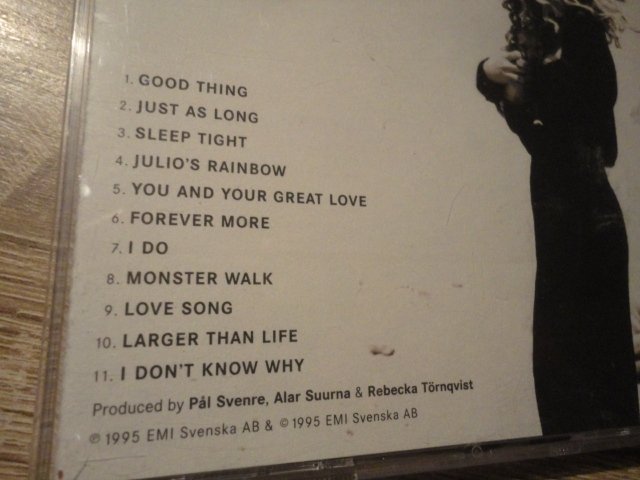 1. GOOD THING
2. JUST AS LONG
3. SLEEP TIGHT
4. JULIO'S RAINBOW
5. YOU AND YOUR GREAT LOVE
6. FOREVER MORE
7. I DO
8. MONSTER WALK
9. LOVE SONG
10. LARGER THAN LIFE
11. I DON'T KNOW WHY
Produced by Pål Svenre, Alar Suurna & Rebecka Törnqvist
℗ 1995 EMI Svenska AB & © 1995 EMI Svenska AB